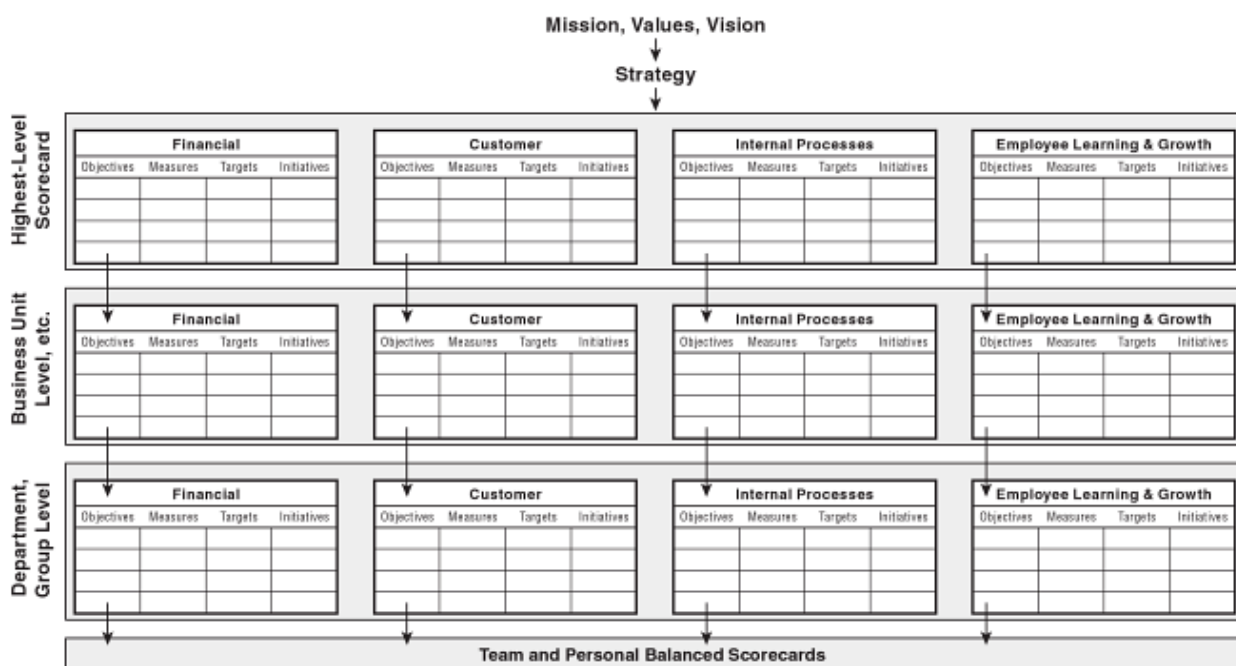 Mission, Values, Vision
Strategy
Highest-Level
Scorecard
Financial
Objectives Measures Targets Initiatives
Customer
Objectives Measures Targets Initiatives
Internal Processes
Objectives Measures Targets Initiatives
Employee Learning & Growth
Objectives Measures Targets Initiatives
Business Unit
Level, etc.
Financial
Objectives Measures Targets Initiatives
Customer
Objectives Measures Targets Initiatives
Internal Processes
Objectives Measures Targets Initiatives
Employee Learning & Growth
Objectives Measures Targets Initiatives
Department,
Group Level
Financial
Objectives Measures Targets Initiatives
Customer
Objectives Measures Targets Initiatives
Internal Processes
Objectives Measures Targets Initiatives
Employee Learning & Growth
Objectives Measures Targets Initiatives
Team and Personal Balanced Scorecards